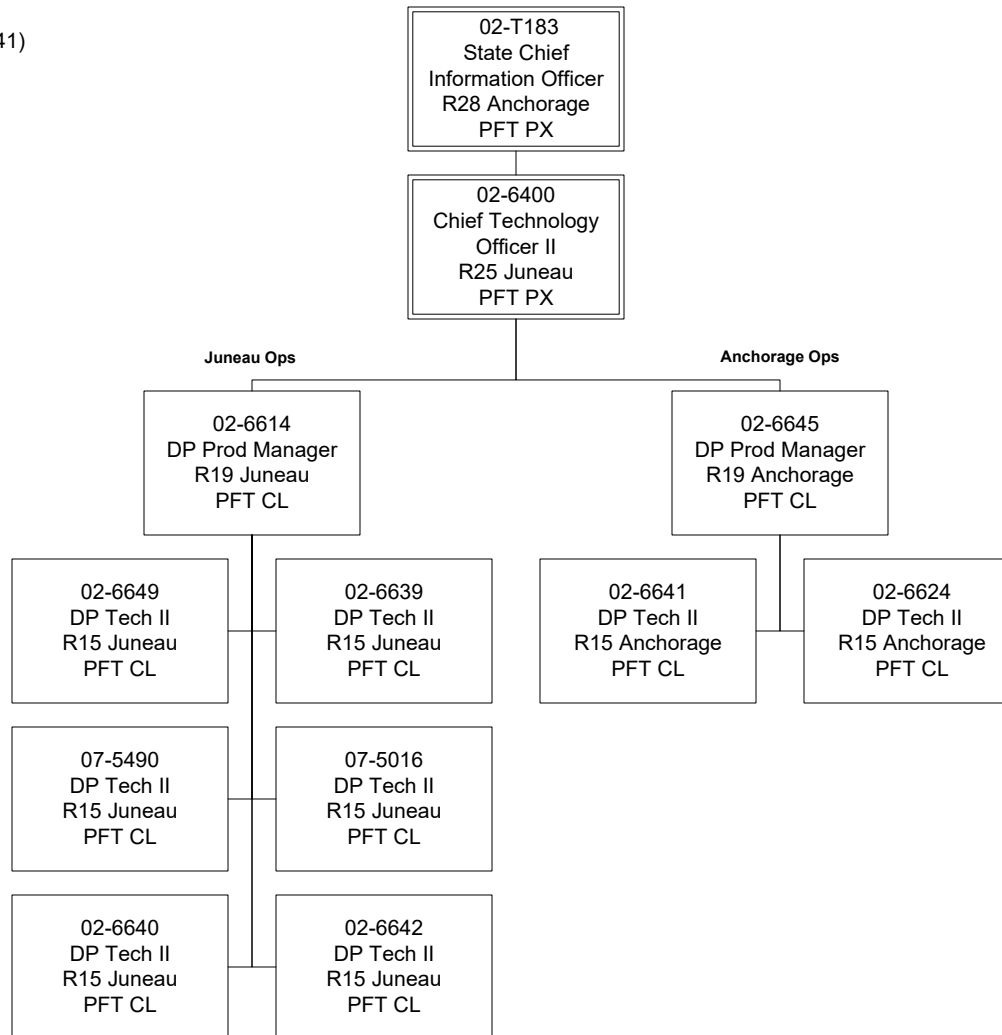 41)
02-T183
State Chief
Information Officer
R28 Anchorage
PFT PX
02-6400
Chief Technology
Officer II
R25 Juneau
PFT PX
Juneau Ops
Anchorage Ops
02-6614
DP Prod Manager
R19 Juneau
PFT CL
02-6645
DP Prod Manager
R19 Anchorage
PFT CL
02-6649
DP Tech II
R15 Juneau
PFT CL
02-6639
DP Tech II
R15 Juneau
PFT CL
02-6641
DP Tech II
R15 Anchorage
PFT CL
02-6624
DP Tech II
R15 Anchorage
PFT CL
07-5490
DP Tech II
R15 Juneau
PFT CL
07-5016
DP Tech II
R15 Juneau
PFT CL
02-6640
DP Tech II
R15 Juneau
PFT CL
02-6642
DP Tech II
R15 Juneau
PFT CL